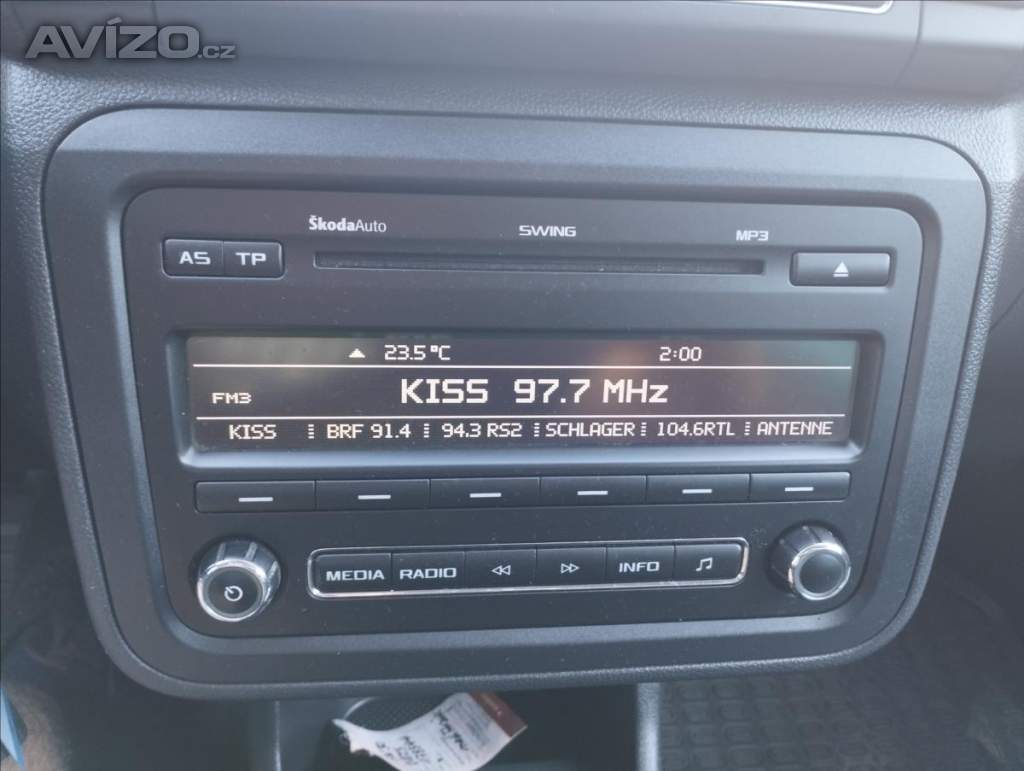 AVÍZO.cz
ŠkodaAuto SWING MP3
AS TP
23.5°C 2:00
FM3 KISS 97.7 MHz
KISS BRF 91.4 94.3 RS2 SCHLAGER 104.6RTL ANTENNE
MEDIA RADIO INFO